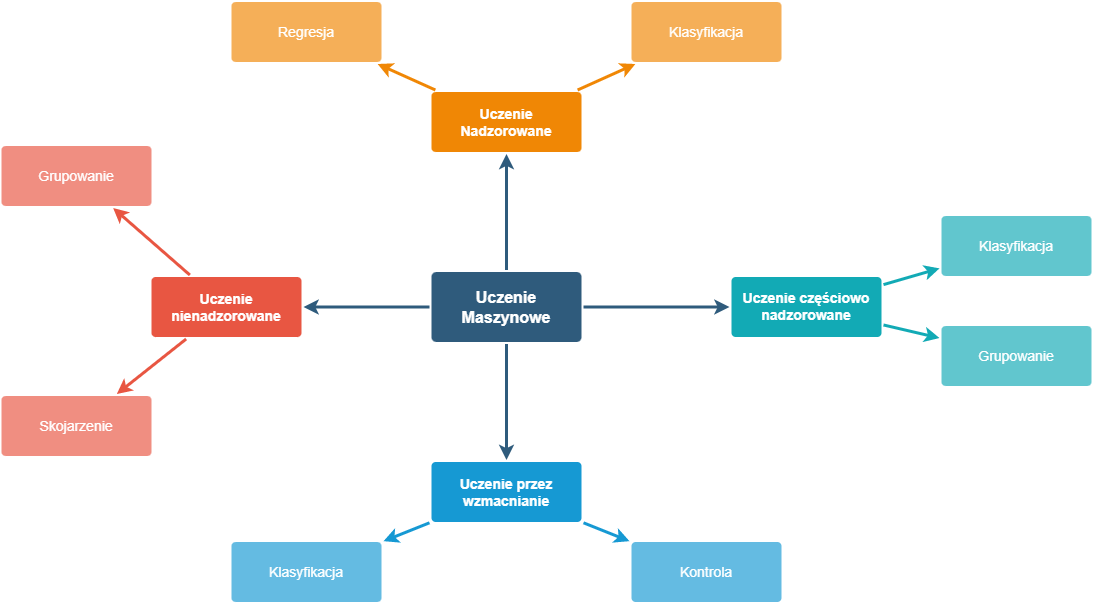 Regresja
Klasyfikacja
Uczenie
Nadzorowane
Grupowanie
Klasyfikacja
Uczenie
nienadzorowane
Uczenie
Maszynowe
Uczenie częściowo
nadzorowane
Grupowanie
Skojarzenie
Uczenie przez
wzmacnianie
Klasyfikacja
Kontrola